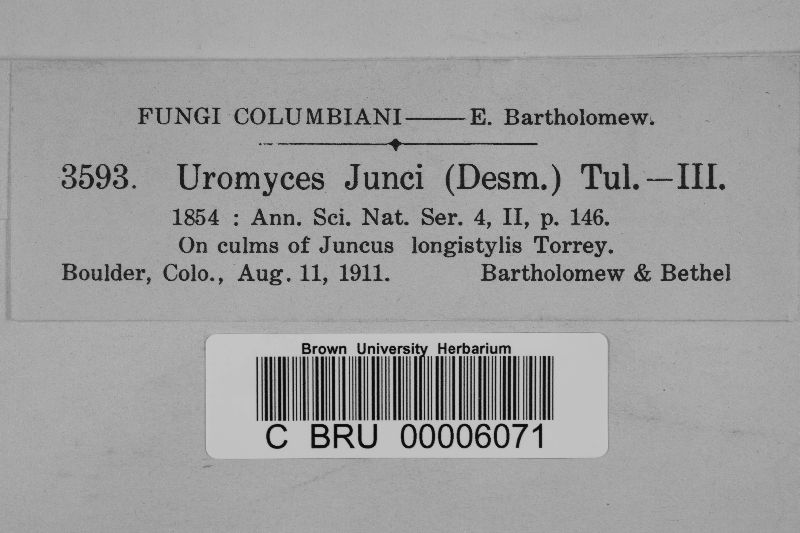 FUNGI COLUMBIANI——E. Bartholomew.
3593. Uromyces Junci (Desm.) Tul.—III.
1854 : Ann. Sci. Nat. Ser. 4, II, p. 146.
On culms of Juncus longistylis Torrey.
Boulder, Colo., Aug. 11, 1911. Bartholomew & Bethel
Brown University Herbarium
C BRU 00006071